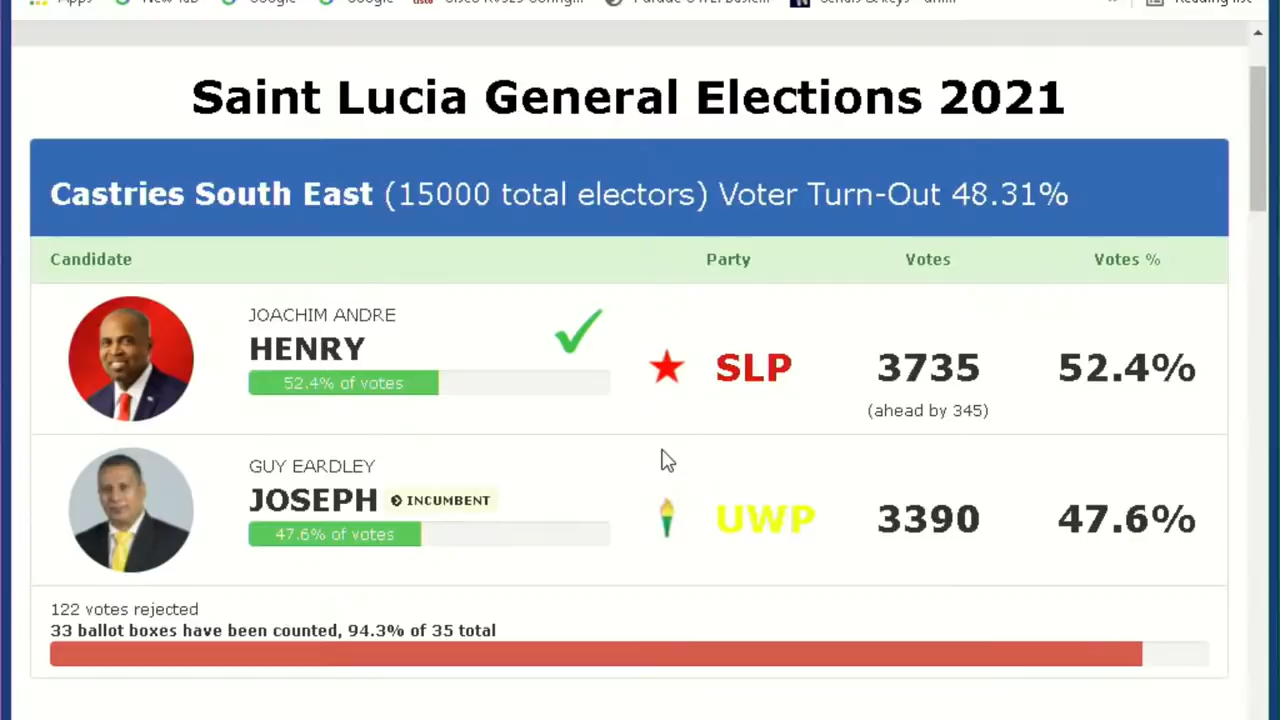 Saint Lucia General Elections 2021
Castries South East (15000 total electors) Voter Turn-Out 48.31%
Candidate Party Votes Votes %
JOACHIM ANDRE
HENRY
52.4% of votes
SLP 3735 52.4%
(ahead by 345)
GUY EARDLEY
JOSEPH INCUMBENT
47.6% of votes
UWP 3390 47.6%
122 votes rejected
33 ballot boxes have been counted, 94.3% of 35 total